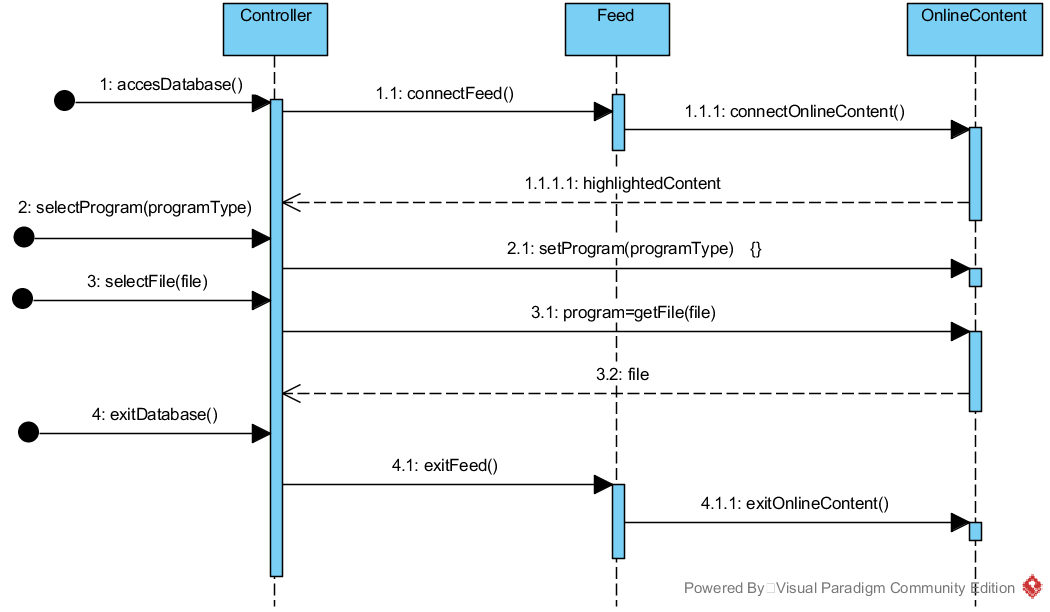 Controller
Feed
OnlineContent
1: accesDatabase()
1.1: connectFeed()
1.1.1: connectOnlineContent()
1.1.1.1: highlightedContent
2: selectProgram(programType)
2.1: setProgram(programType) {}
3: selectFile(file)
3.1: program=getFile(file)
3.2: file
4: exitDatabase()
4.1: exitFeed()
4.1.1: exitOnlineContent()
Powered By Visual Paradigm Community Edition